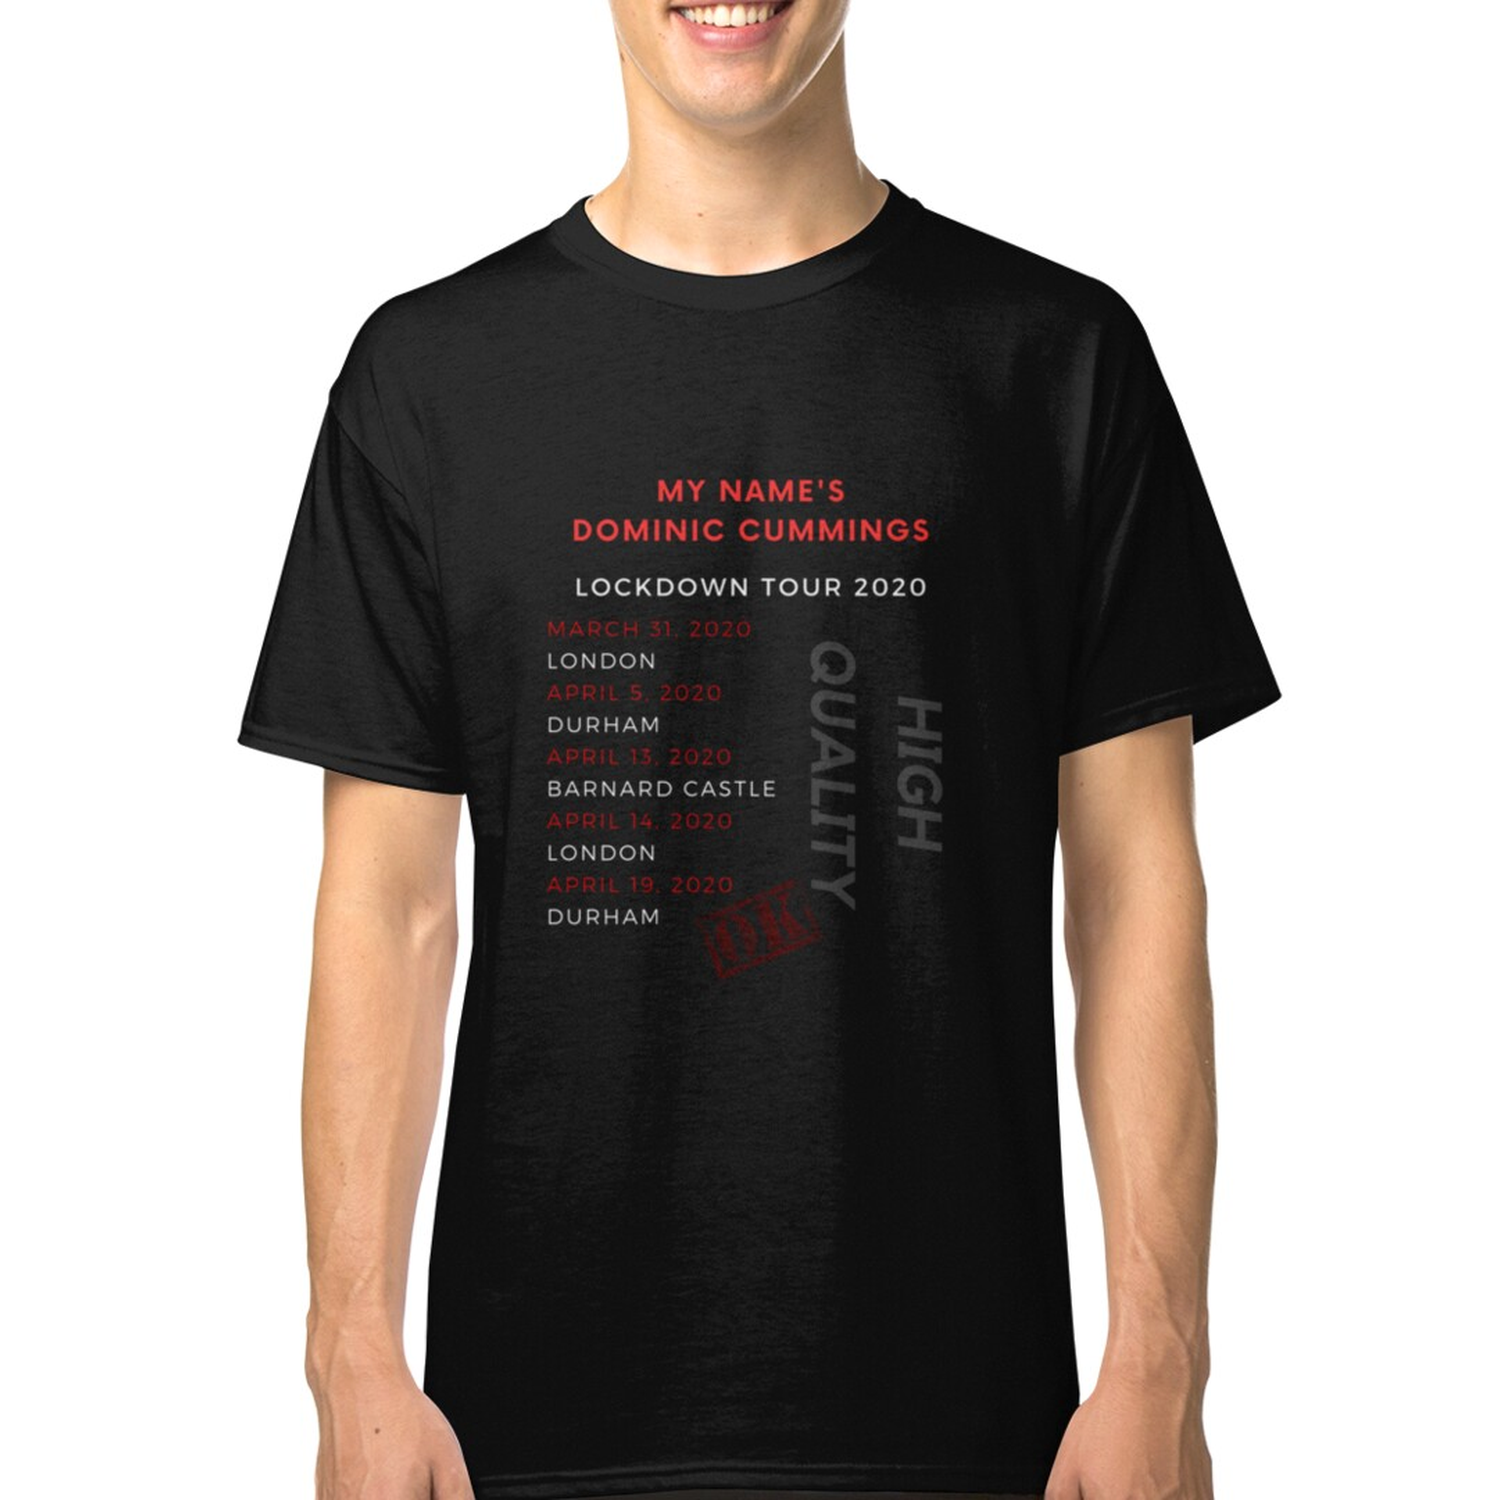 MY NAME'S
DOMINIC CUMMINGS
LOCKDOWN TOUR 2020
MARCH 31, 2020
LONDON
APRIL 5, 2020
DURHAM
APRIL 13, 2020
BARNARD CASTLE
APRIL 14, 2020
LONDON
APRIL 19, 2020
DURHAM
HIGH
QUALITY
OK